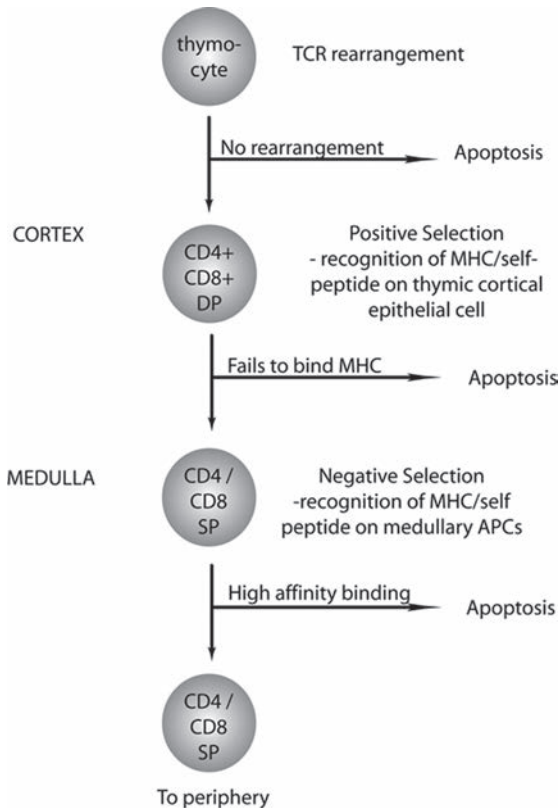 thymo-
cyte
TCR rearrangement
No rearrangement
Apoptosis
CORTEX
CD4+
CD8+
DP
Positive Selection
- recognition of MHC/self-
peptide on thymic cortical
epithelial cell
Fails to bind MHC
Apoptosis
MEDULLA
CD4 /
CD8
SP
Negative Selection
-recognition of MHC/self
peptide on medullary APCs
High affinity binding
Apoptosis
CD4 /
CD8
SP
To periphery